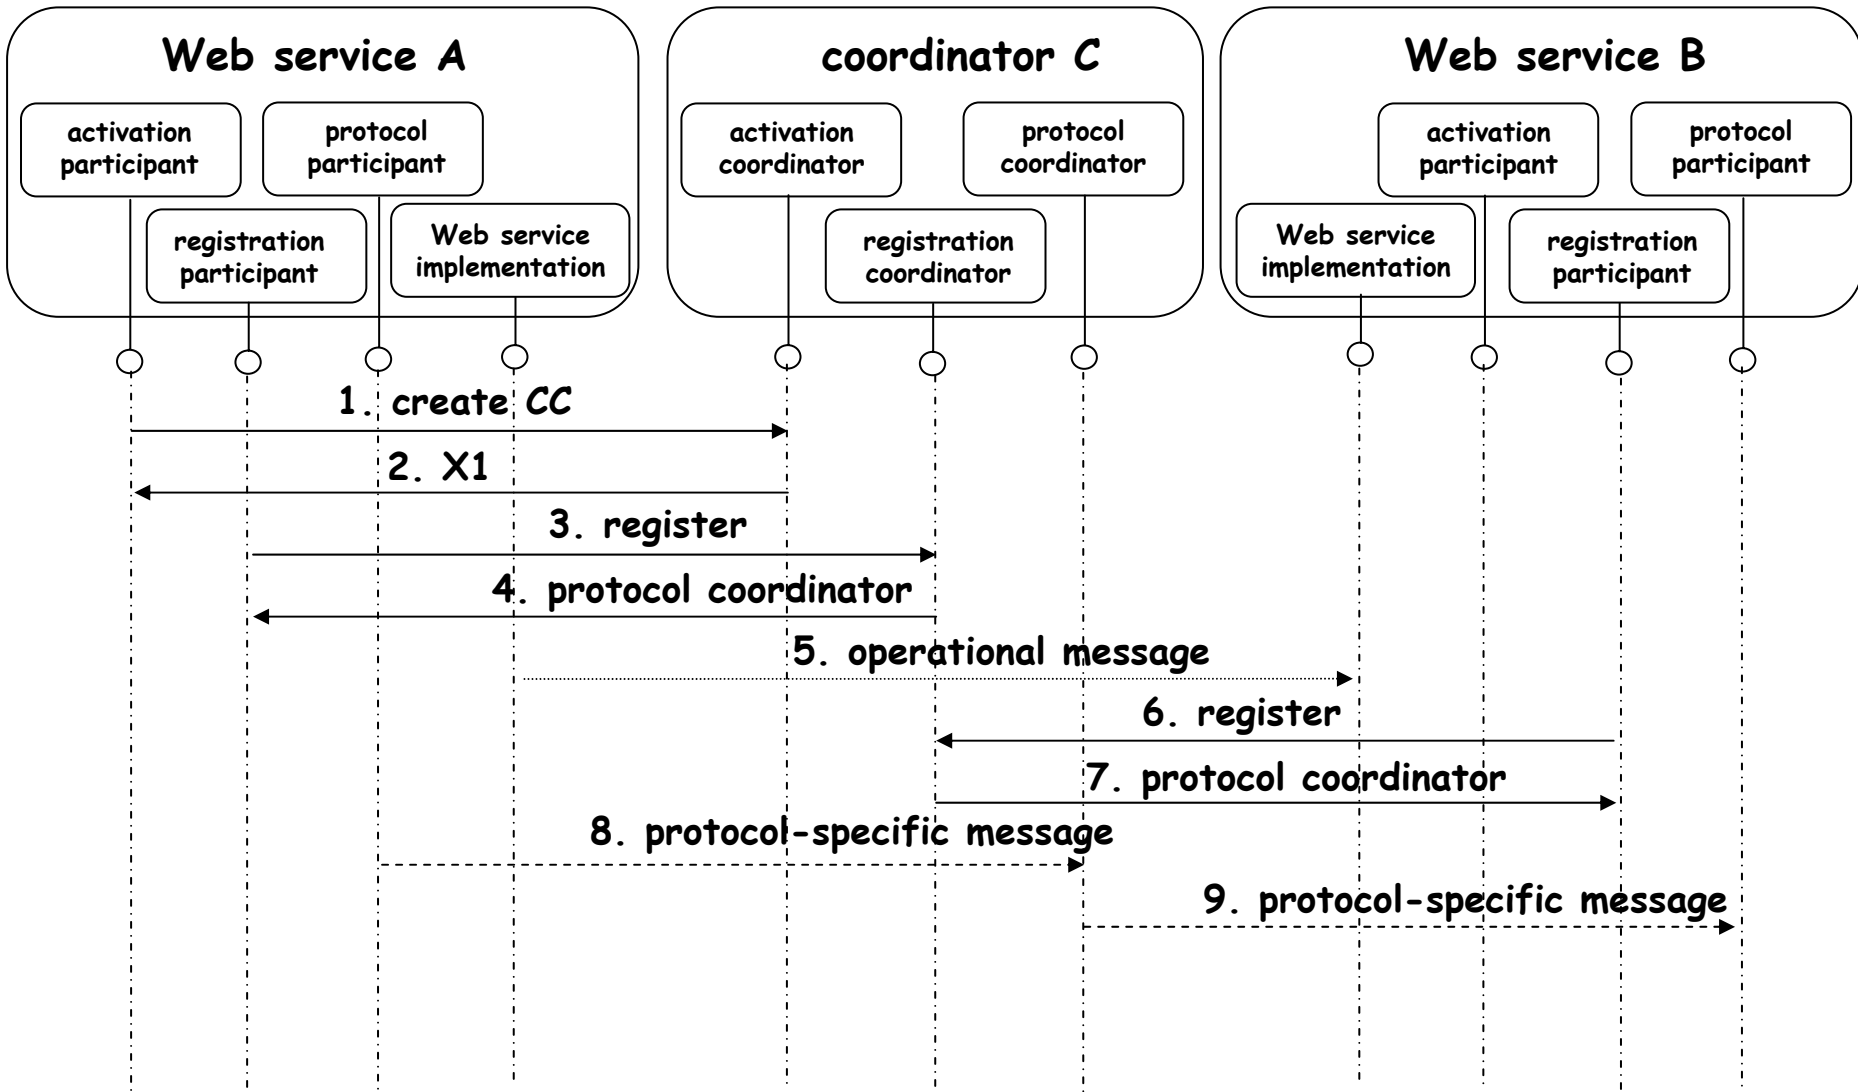 Web service A
activation
participant
protocol
participant
registration
participant
Web service
implementation
coordinator C
activation
coordinator
protocol
coordinator
registration
coordinator
Web service B
activation
participant
protocol
participant
Web service
implementation
registration
participant
1. create CC
2. X1
3. register
4. protocol coordinator
5. operational message
6. register
7. protocol coordinator
8. protocol-specific message
9. protocol-specific message